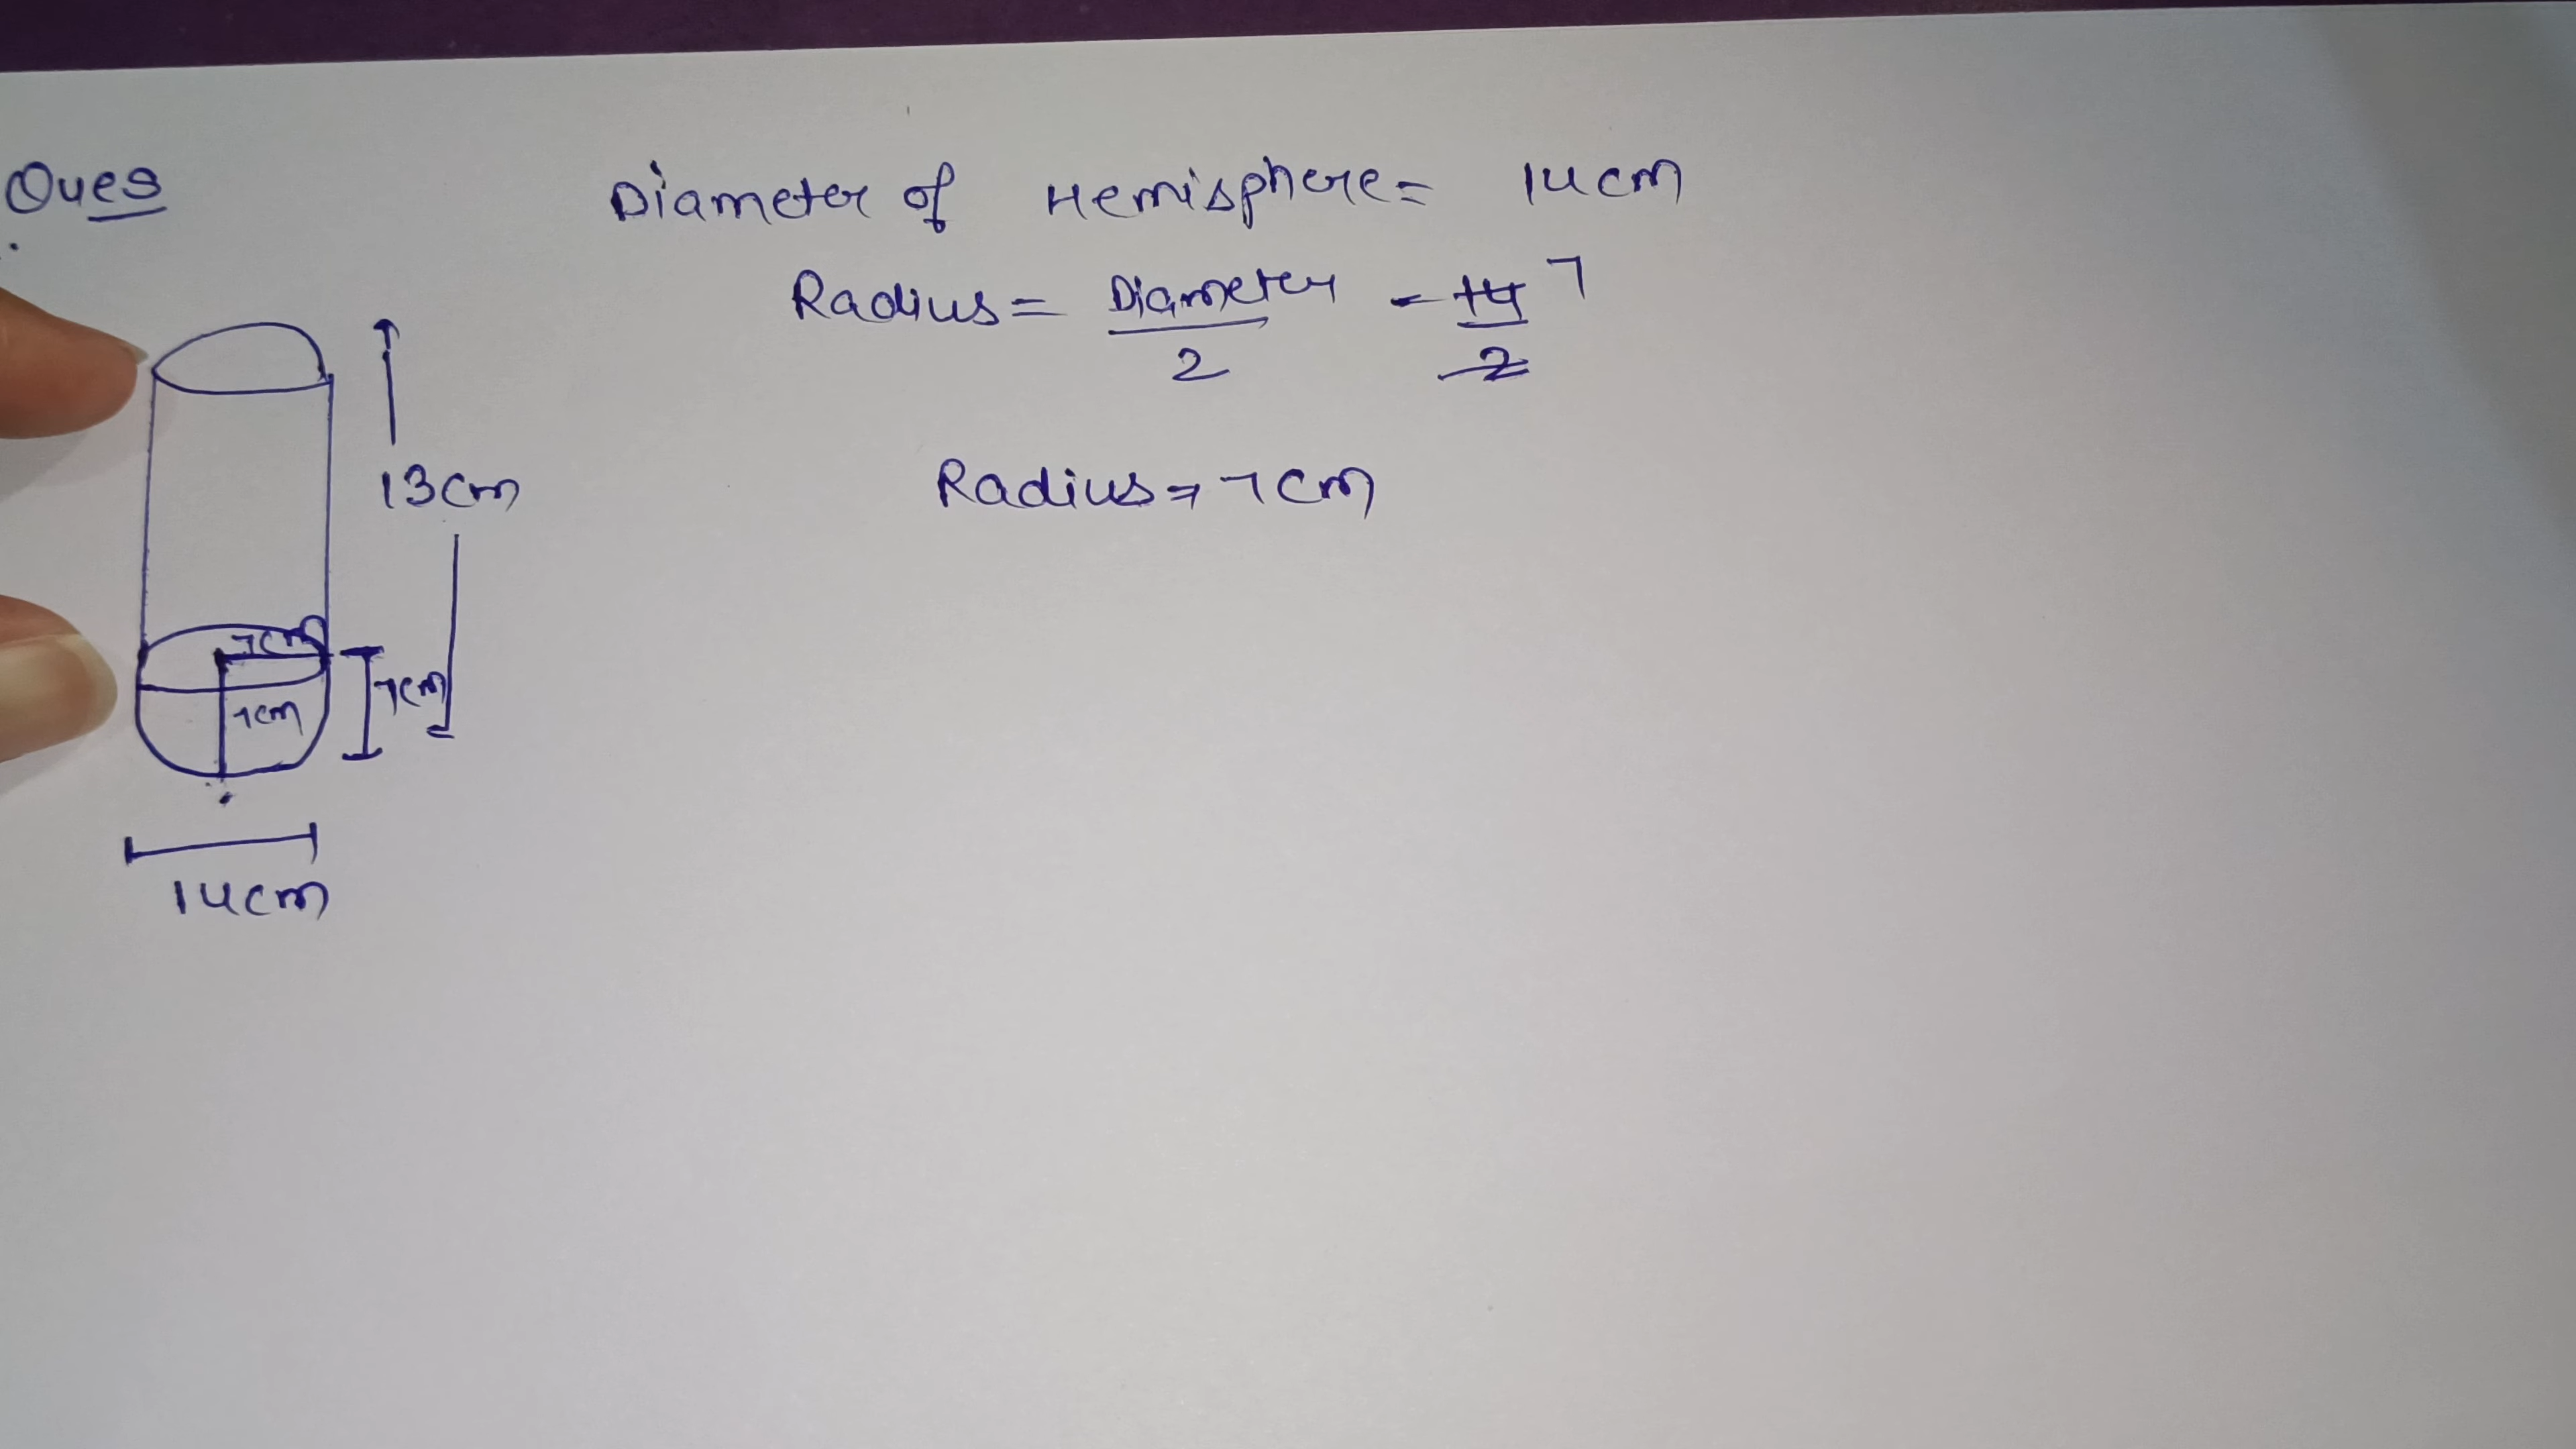 Ques
Diameter of Hemisphere = 14cm
Radius = Diameter/2 = 14/2 7
Radius = 7cm
13cm
7cm
7cm
7cm
14cm